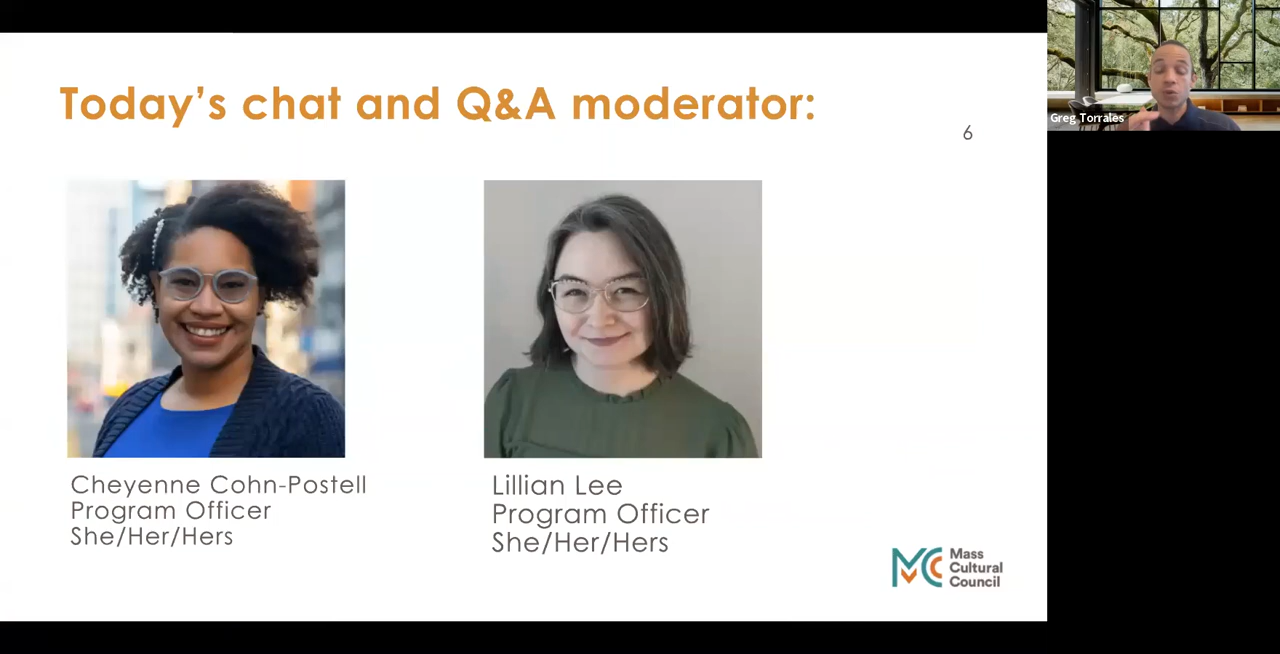 Today's chat and Q&A moderator:
6
Greg Torrales
Cheyenne Cohn-Postell
Program Officer
She/Her/Hers
Lillian Lee
Program Officer
She/Her/Hers
MCC
Mass
Cultural
Council